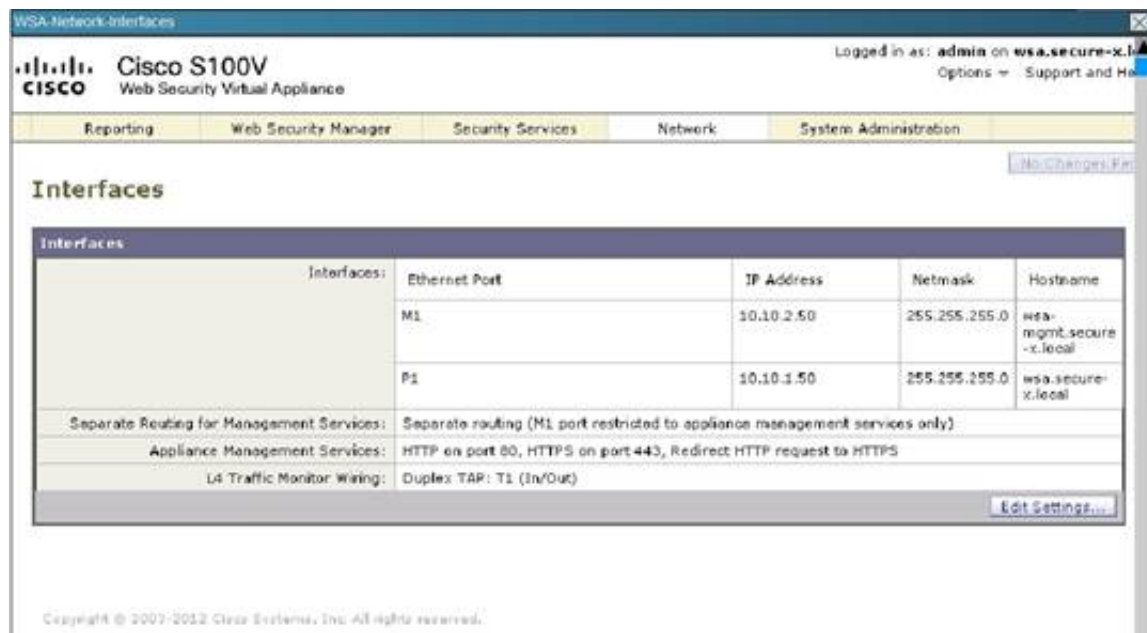 WSA-Network-Interfaces
Logged in as: admin on wsa.secure-x.l
Cisco S100V
CISCO
Web Security Virtual Appliance
Options Support and He
Reporting Web Security Manager Security Services Network System Administration
No Changes Pen
Interfaces
Interfaces
Interfaces: Ethernet Port IP Address Netmask Hostname
M1 10.10.2.50 255.255.255.0 wsa-
mgmt.secure
-x.local
P1 10.10.1.50 255.255.255.0 wsa.secure-
x.local
Separate Routing for Management Services: Separate routing (M1 port restricted to appliance management services only)
Appliance Management Services: HTTP on port 80, HTTPS on port 443, Redirect HTTP request to HTTPS
L4 Traffic Monitor Wiring: Duplex TAP: T1 (In/Out)
Edit Settings...
Copyright © 2003-2012 Cisco Systems, Inc. All rights reserved.